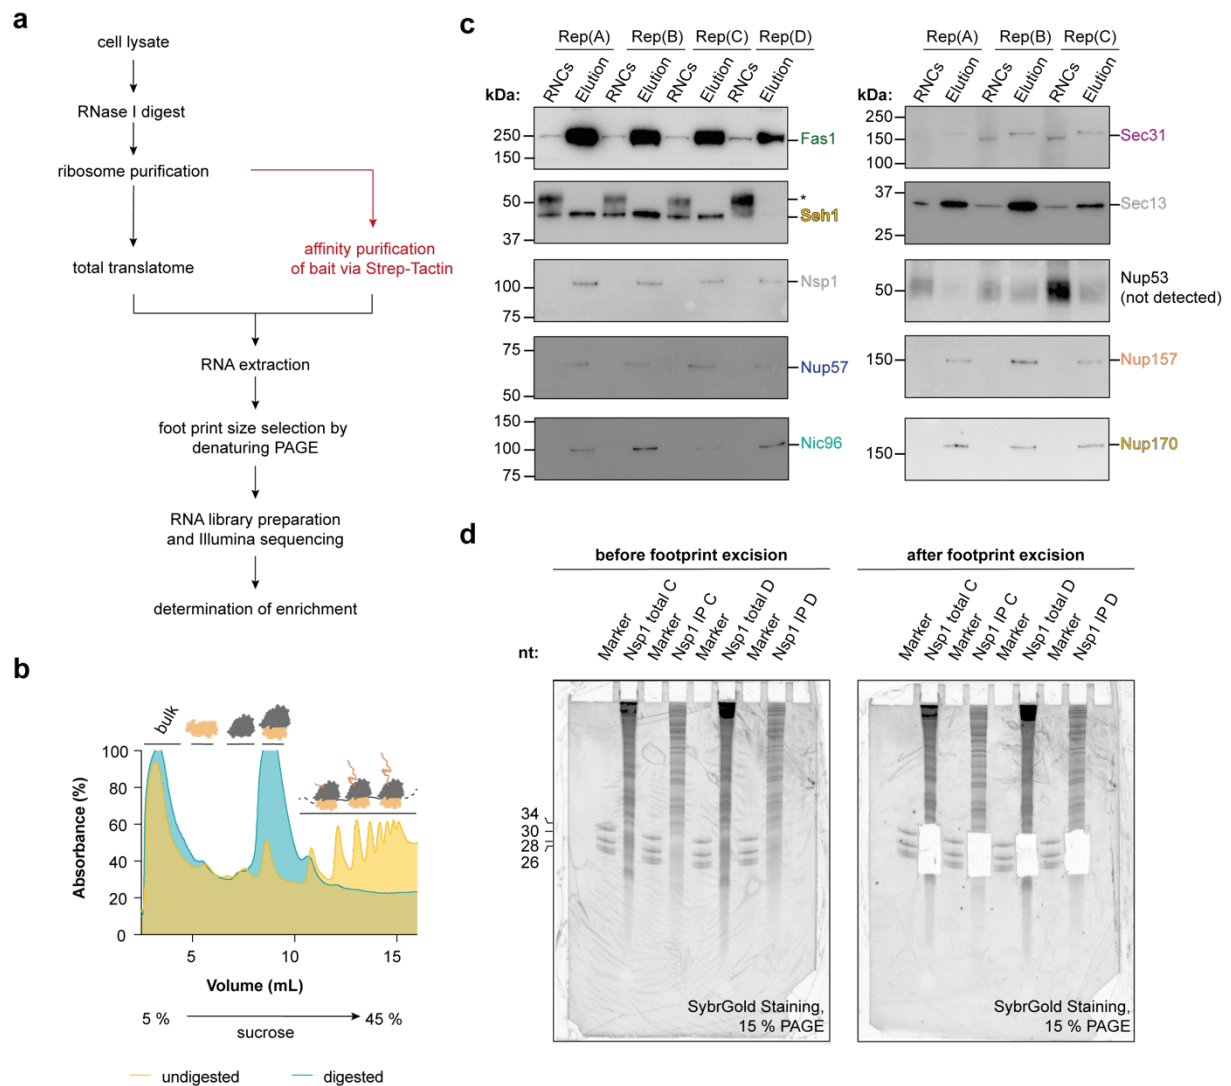 a
cell lysate
RNase I digest
ribosome purification
total translatome
affinity purification
of bait via Strep-Tactin
RNA extraction
foot print size selection by
denaturing PAGE
RNA library preparation
and Illumina sequencing
determination of enrichment
b
bulk
Absorbance (%)
100
80
60
40
20
0
5
10
15
Volume (mL)
5 %
45 %
sucrose
undigested
digested
c
Rep(A)
Rep(B)
Rep(C)
Rep(D)
RNCs
Elution
RNCs
Elution
RNCs
Elution
RNCs
Elution
kDa:
250
150
Fas1
50
37
*
Seh1
100
75
Nsp1
75
50
Nup57
150
100
75
Nic96
Rep(A)
Rep(B)
Rep(C)
RNCs
Elution
RNCs
Elution
RNCs
Elution
kDa:
250
150
100
Sec31
37
25
Sec13
50
Nup53
(not detected)
150
Nup157
150
Nup170
d
before footprint excision
Marker
Nsp1 total C
Marker
Nsp1 IP C
Marker
Nsp1 total D
Marker
Nsp1 IP D
nt:
34
30
28
26
SybrGold Staining,
15 % PAGE
after footprint excision
Marker
Nsp1 total C
Marker
Nsp1 IP C
Marker
Nsp1 total D
Marker
Nsp1 IP D
SybrGold Staining,
15 % PAGE